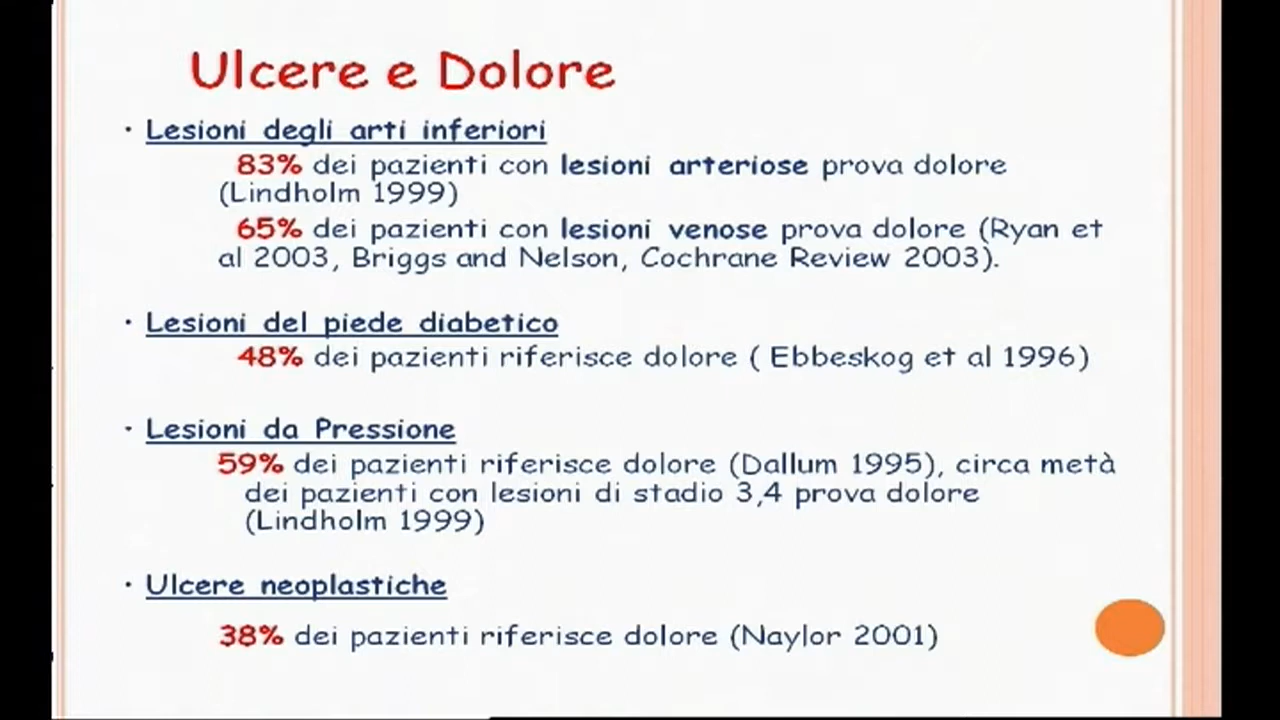 Ulcere e Dolore
• Lesioni degli arti inferiori
83% dei pazienti con lesioni arteriose prova dolore
(Lindholm 1999)
65% dei pazienti con lesioni venose prova dolore (Ryan et
al 2003, Briggs and Nelson, Cochrane Review 2003).
• Lesioni del piede diabetico
48% dei pazienti riferisce dolore ( Ebbeskog et al 1996)
• Lesioni da Pressione
59% dei pazienti riferisce dolore (Dallum 1995), circa metà
dei pazienti con lesioni di stadio 3,4 prova dolore
(Lindholm 1999)
• Ulcere neoplastiche
38% dei pazienti riferisce dolore (Naylor 2001)